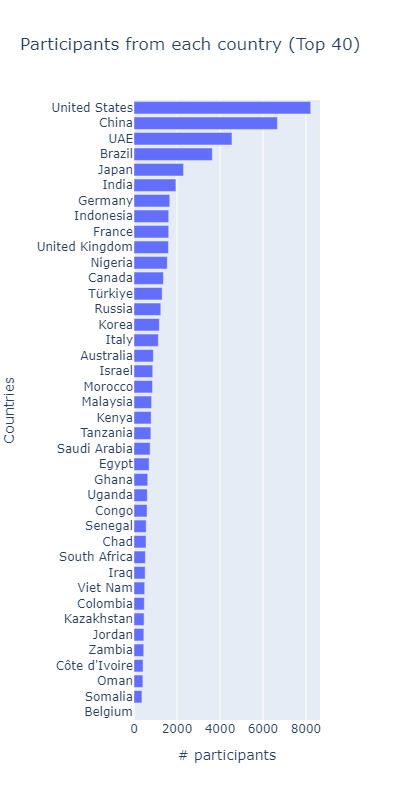 Participants from each country (Top 40)
United States
China
UAE
Brazil
Japan
India
Germany
Indonesia
France
United Kingdom
Nigeria
Canada
Türkiye
Russia
Korea
Italy
Australia
Israel
Morocco
Malaysia
Kenya
Tanzania
Saudi Arabia
Egypt
Ghana
Uganda
Congo
Senegal
Chad
South Africa
Iraq
Viet Nam
Colombia
Kazakhstan
Jordan
Zambia
Côte d'Ivoire
Oman
Somalia
Belgium
Countries
0 2000 4000 6000 8000
# participants